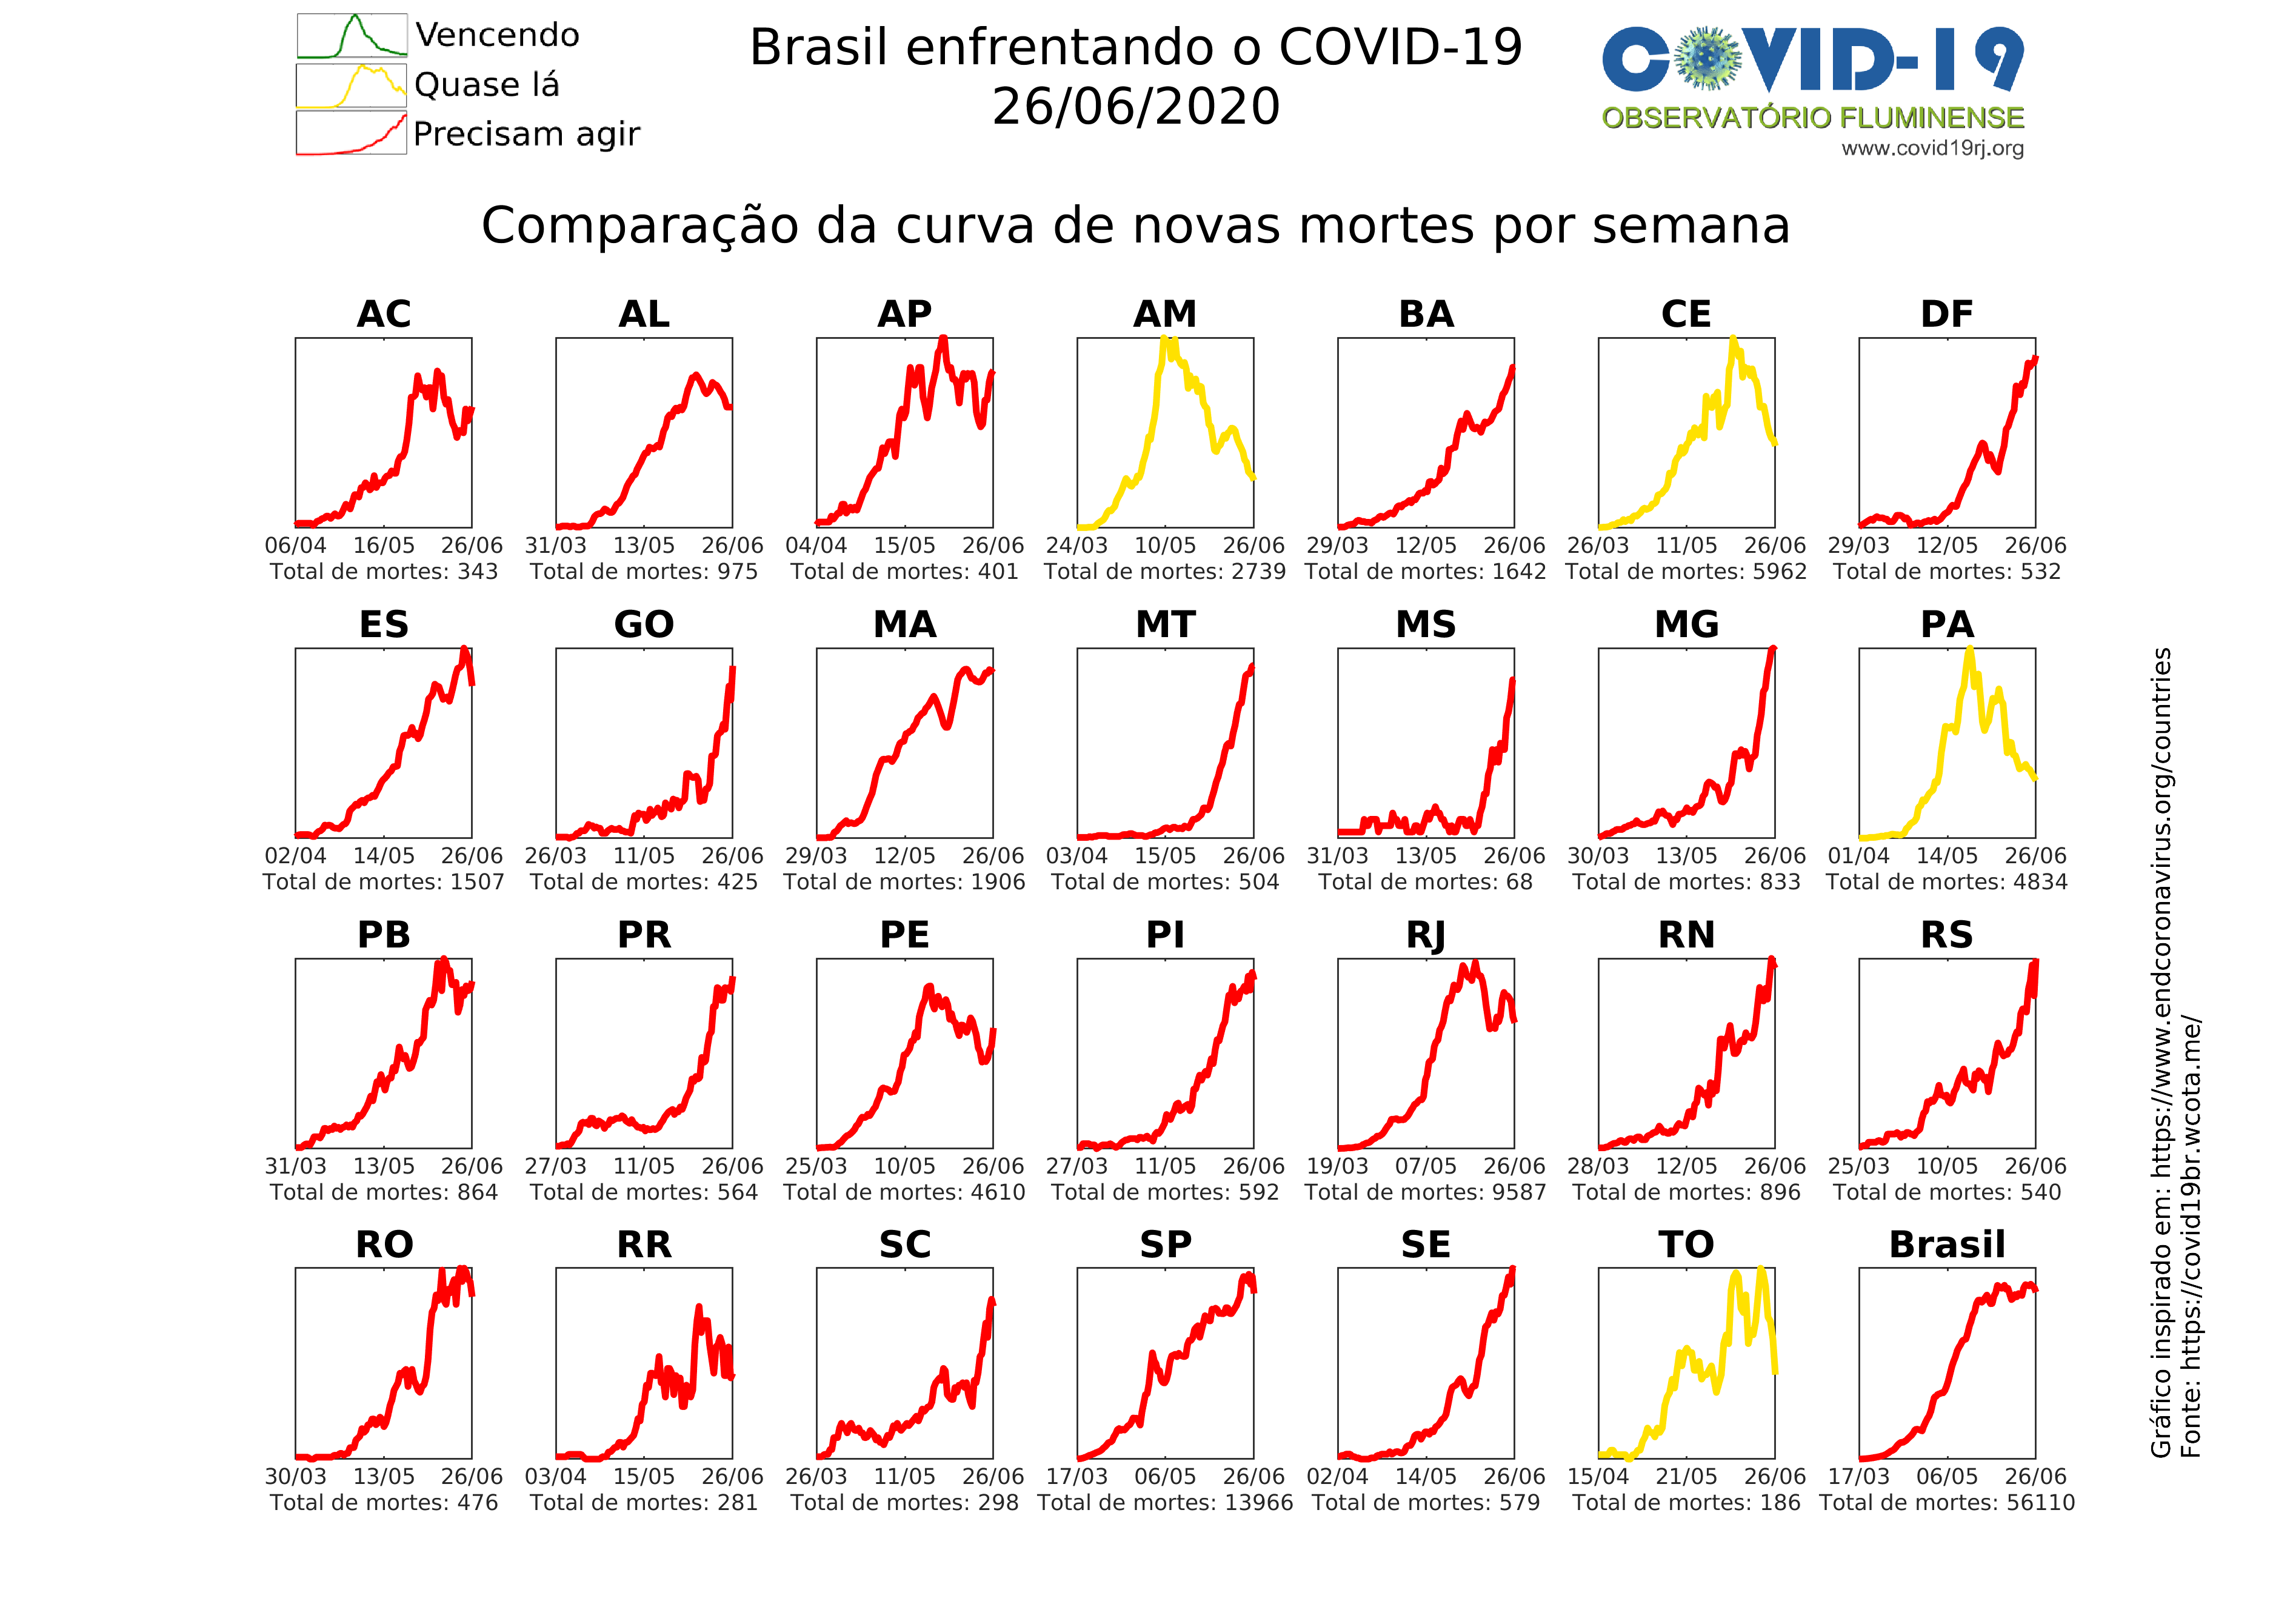 Vencendo
Quase lá
Precisam agir
Brasil enfrentando o COVID-19
26/06/2020
COVID-19
OBSERVATÓRIO FLUMINENSE
www.covid19rj.org
Comparação da curva de novas mortes por semana
AC AL AP AM BA CE DF
06/04 16/05 26/06 31/03 13/05 26/06 04/04 15/05 26/06 24/03 10/05 26/06 29/03 12/05 26/06 26/03 11/05 26/06 29/03 12/05 26/06
Total de mortes: 343 Total de mortes: 975 Total de mortes: 401 Total de mortes: 2739 Total de mortes: 1642 Total de mortes: 5962 Total de mortes: 532
ES GO MA MT MS MG PA
02/04 14/05 26/06 26/03 11/05 26/06 29/03 12/05 26/06 03/04 15/05 26/06 31/03 13/05 26/06 30/03 13/05 26/06 01/04 14/05 26/06
Total de mortes: 1507 Total de mortes: 425 Total de mortes: 1906 Total de mortes: 504 Total de mortes: 68 Total de mortes: 833 Total de mortes: 4834
PB PR PE PI RJ RN RS
31/03 13/05 26/06 27/03 11/05 26/06 25/03 10/05 26/06 27/03 11/05 26/06 19/03 07/05 26/06 28/03 12/05 26/06 25/03 10/05 26/06
Total de mortes: 864 Total de mortes: 564 Total de mortes: 4610 Total de mortes: 592 Total de mortes: 9587 Total de mortes: 896 Total de mortes: 540
RO RR SC SP SE TO Brasil
30/03 13/05 26/06 03/04 15/05 26/06 26/03 11/05 26/06 17/03 06/05 26/06 02/04 14/05 26/06 15/04 21/05 26/06 17/03 06/05 26/06
Total de mortes: 476 Total de mortes: 281 Total de mortes: 298 Total de mortes: 13966 Total de mortes: 579 Total de mortes: 186 Total de mortes: 56110
Gráfico inspirado em: https://www.endcoronavirus.org/countries
Fonte: https://covid19br.wcota.me/